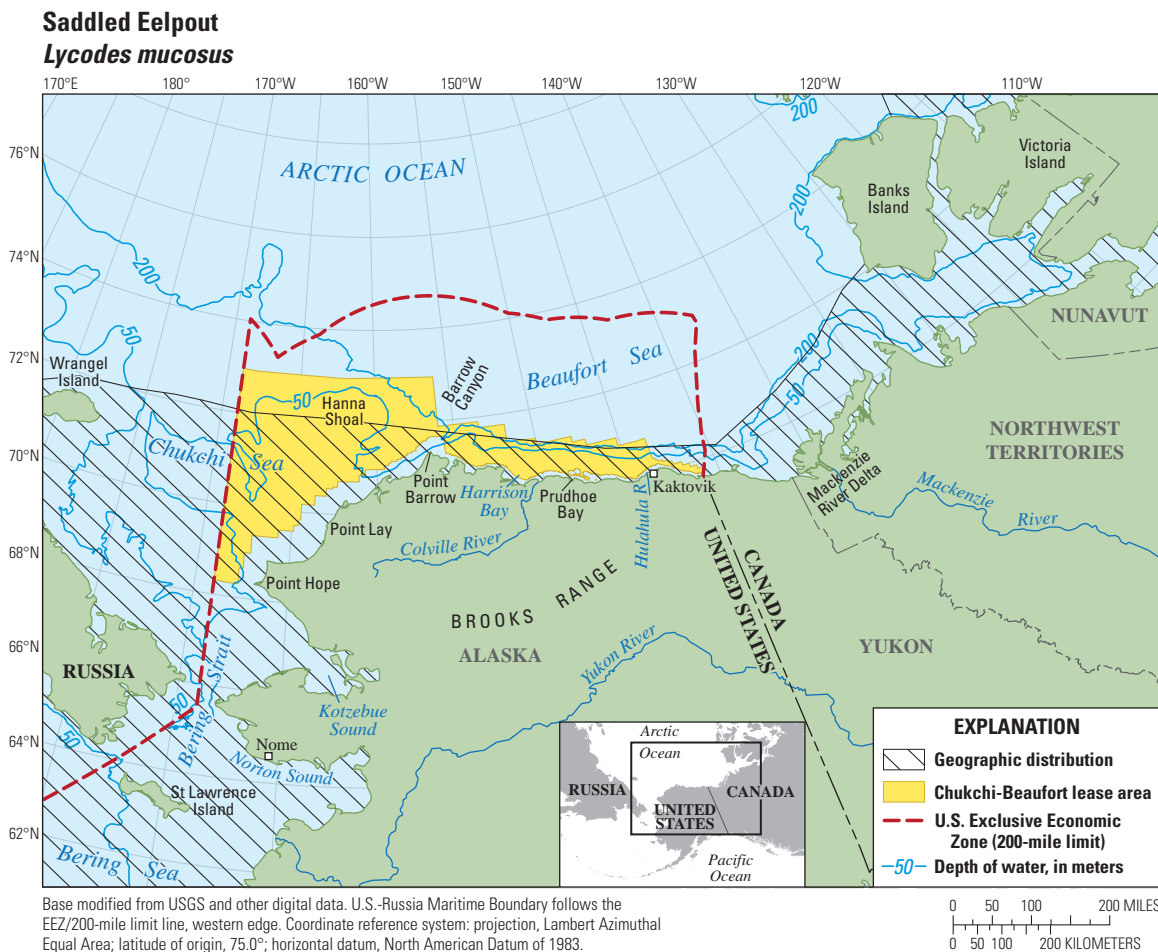 Saddled Eelpout
Lycodes mucosus
170°E 180° 170°W 160°W 150°W 140°W 130°W 120°W 110°W
76°N
74°N
72°N
70°N
68°N
66°N
64°N
62°N
ARCTIC OCEAN
200
200
200
200
50
50
50
50
50
Victoria
Island
Banks
Island
NUNAVUT
Wrangel
Island
Hanna
Shoal
Barrow
Canyon
Beaufort Sea
Chukchi Sea
NORTHWEST
TERRITORIES
Point
Barrow
Harrison
Bay
Prudhoe
Bay
Hulahula R.
Kaktovik
Mackenzie
River Delta
Mackenzie
River
Point Lay
Colville River
Point Hope
BROOKS RANGE
CANADA
UNITED STATES
ALASKA
YUKON
Yukon River
RUSSIA
Bering Strait
Kotzebue
Sound
Nome
Norton Sound
St Lawrence
Island
Bering Sea
Arctic
Ocean
RUSSIA
UNITED
STATES
CANADA
Pacific
Ocean
EXPLANATION
Geographic distribution
Chukchi-Beaufort lease area
U.S. Exclusive Economic
Zone (200-mile limit)
50 Depth of water, in meters
Base modified from USGS and other digital data. U.S.-Russia Maritime Boundary follows the
EEZ/200-mile limit line, western edge. Coordinate reference system: projection, Lambert Azimuthal
Equal Area; latitude of origin, 75.0°; horizontal datum, North American Datum of 1983.
0 50 100 200 MILES
0 50 100 200 KILOMETERS